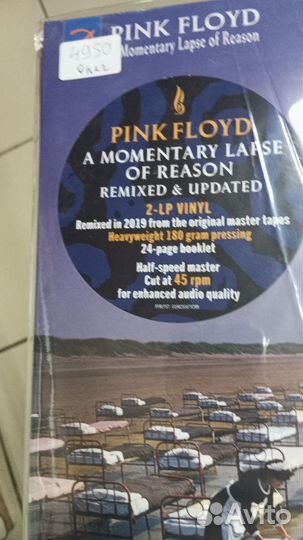 PINK FLOYD
A Momentary Lapse of Reason
4950
PINK FLOYD
A MOMENTARY LAPSE
OF REASON
REMIXED & UPDATED
2-LP VINYL
Remixed in 2019 from the original master tapes
Heavyweight 180 gram pressing
24-page booklet
Half-speed master
Cut at 45 rpm
for enhanced audio quality
Avito